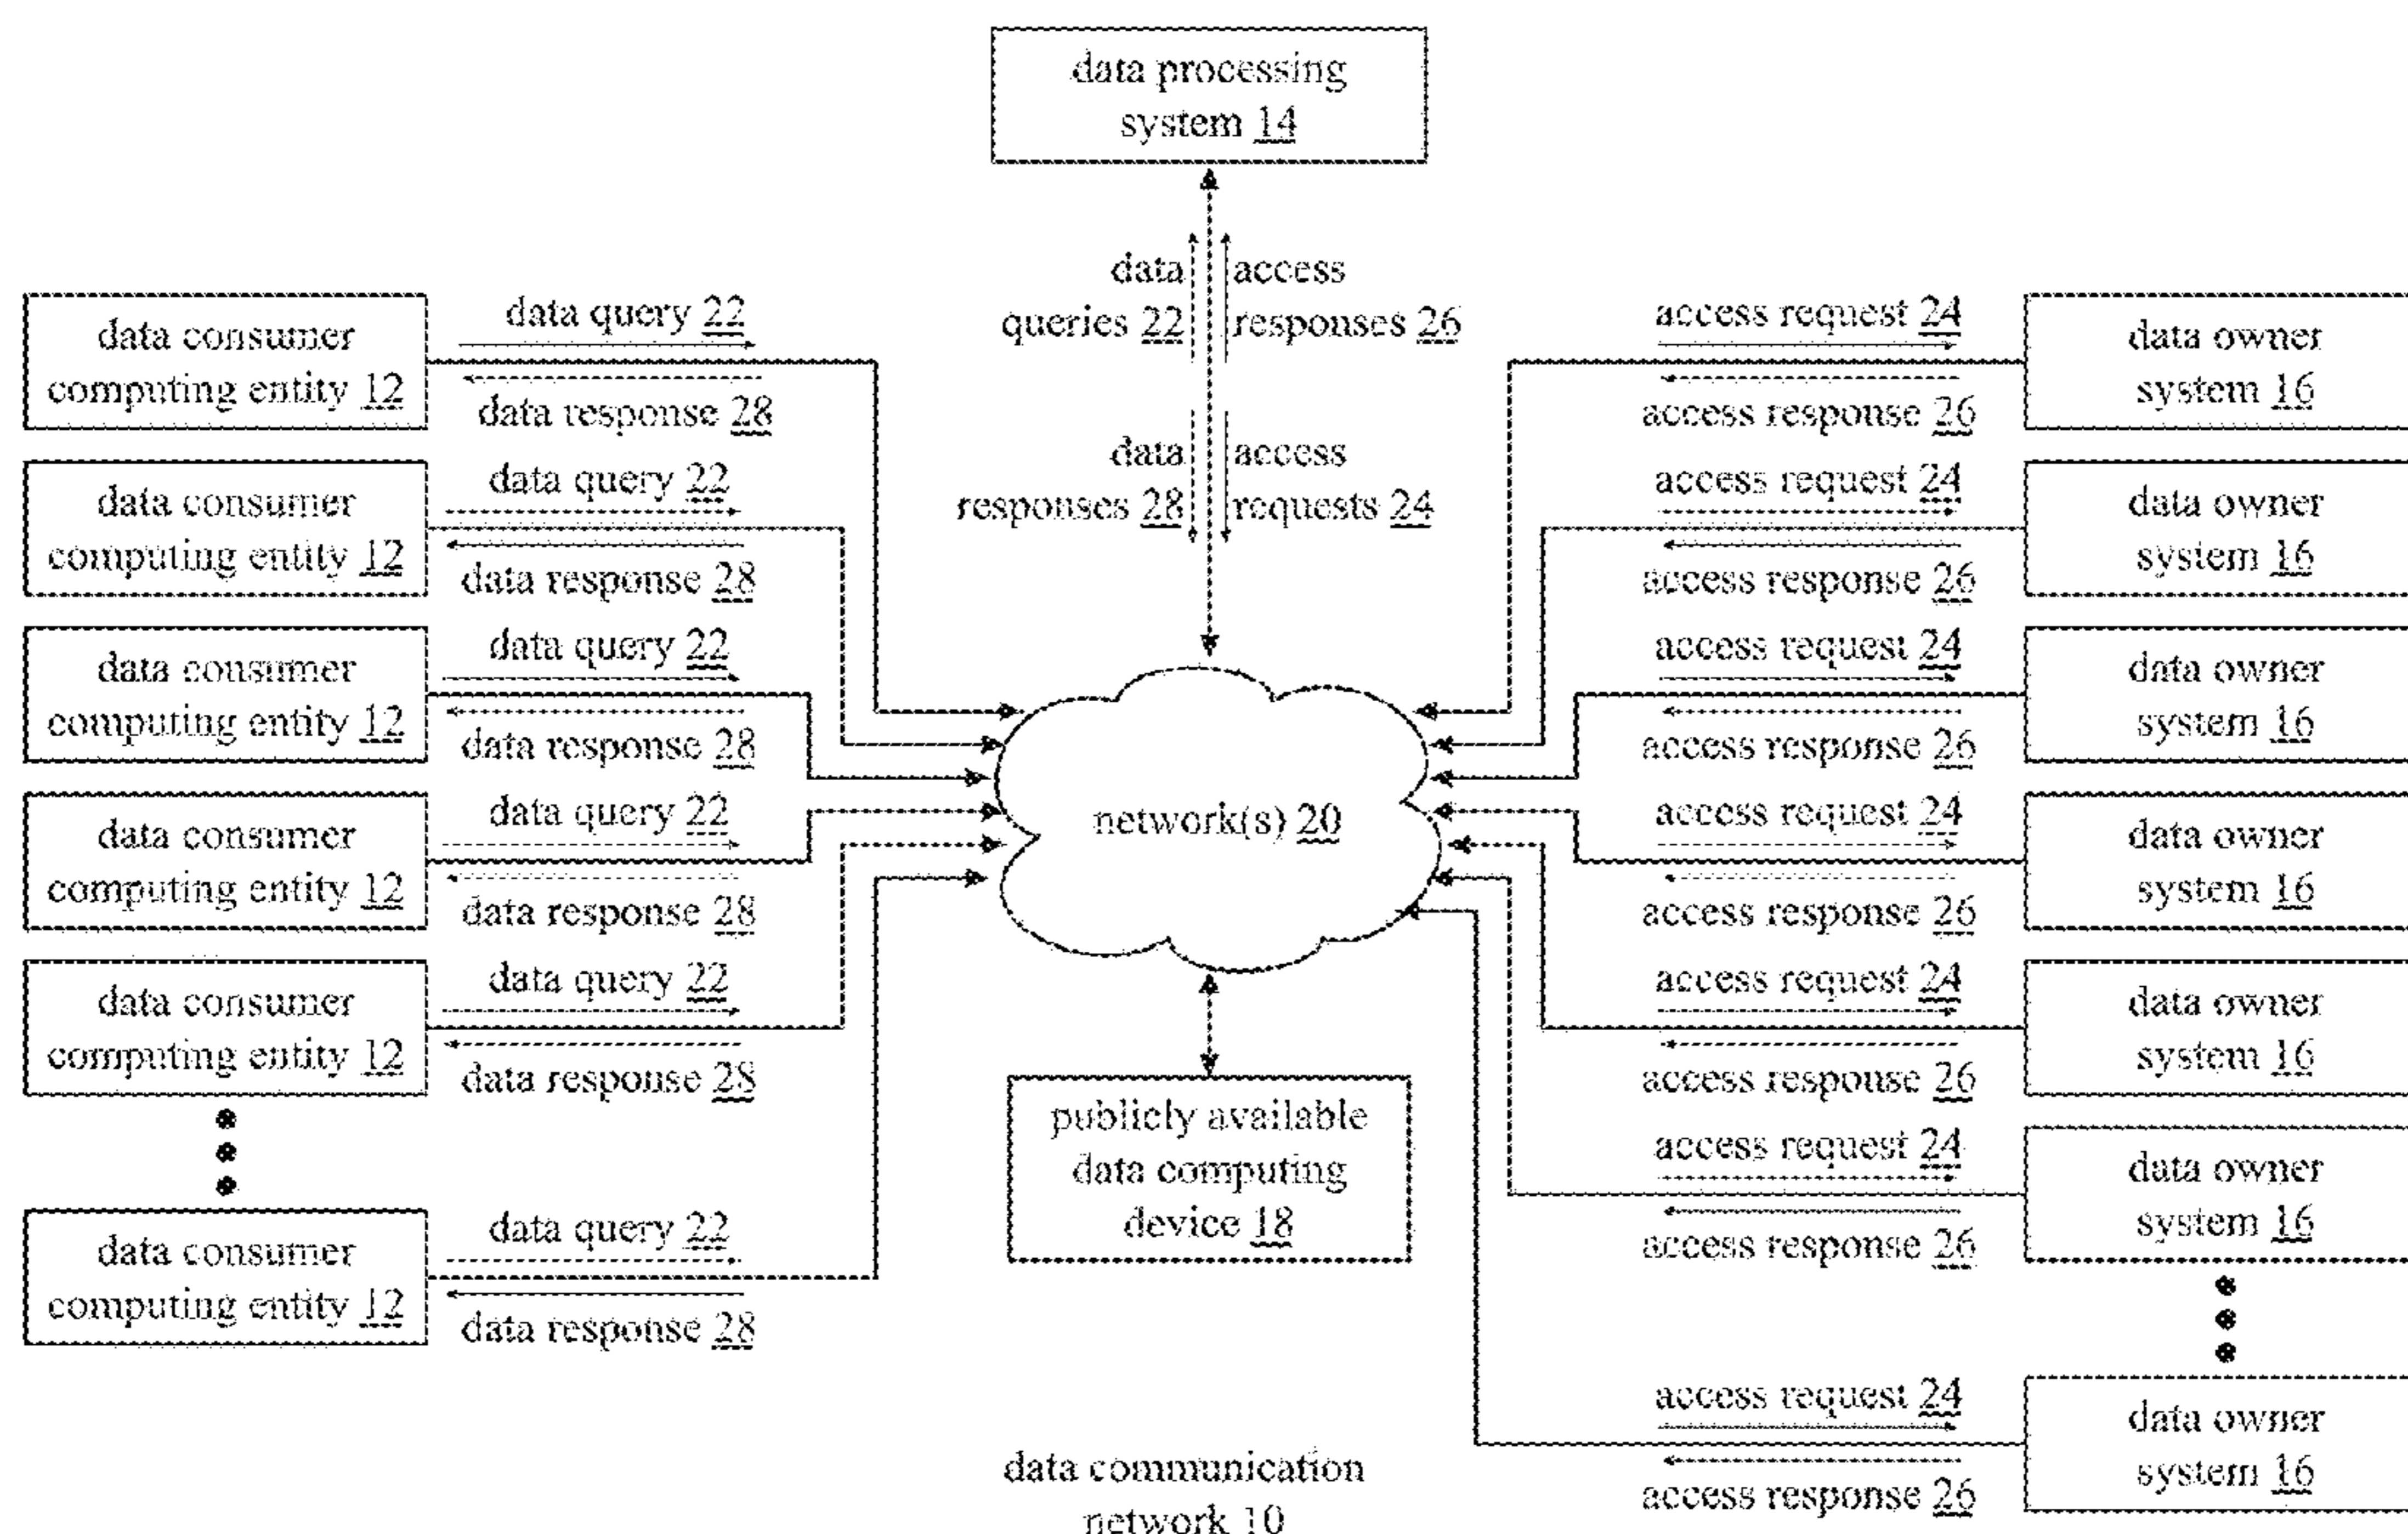 data processing
system 14
data
queries 22
access
responses 26
data
responses 28
access
requests 24
data consumer
computing entity 12
data query 22
data response 28
data consumer
computing entity 12
data query 22
data response 28
data consumer
computing entity 12
data query 22
data response 28
data consumer
computing entity 12
data query 22
data response 28
data consumer
computing entity 12
data query 22
data response 28
data consumer
computing entity 12
data query 22
data response 28
network(s) 20
publicly available
data computing
device 18
access request 24
access response 26
data owner
system 16
access request 24
access response 26
data owner
system 16
access request 24
access response 26
data owner
system 16
access request 24
access response 26
data owner
system 16
access request 24
access response 26
data owner
system 16
access request 24
access response 26
data owner
system 16
access request 24
access response 26
data owner
system 16
data communication
network 10